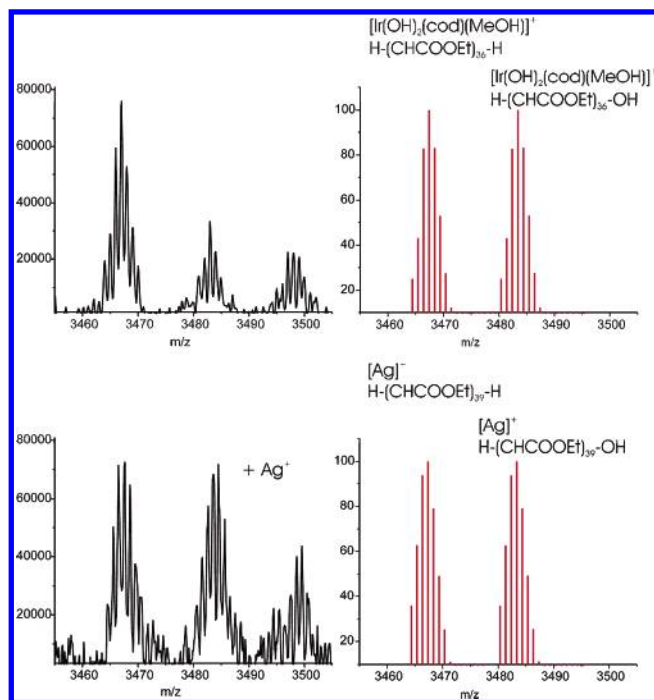 [Ir(OH)₂(cod)(MeOH)]⁺
H-(CHCOOEt)₃₆-H
[Ir(OH)₂(cod)(MeOH)]
H-(CHCOOEt)₃₆-OH
80000
60000
40000
20000
3460 3470 3480 3490 3500
m/z
100
80
60
40
20
3460 3470 3480 3490 3500
m/z
[Ag]⁻
H-(CHCOOEt)₃₉-H
[Ag]⁺
H-(CHCOOEt)₃₉-OH
+ Ag⁺
80000
60000
40000
20000
3460 3470 3480 3490 3500
m/z
100
80
60
40
20
3460 3470 3480 3490 3500
m/z